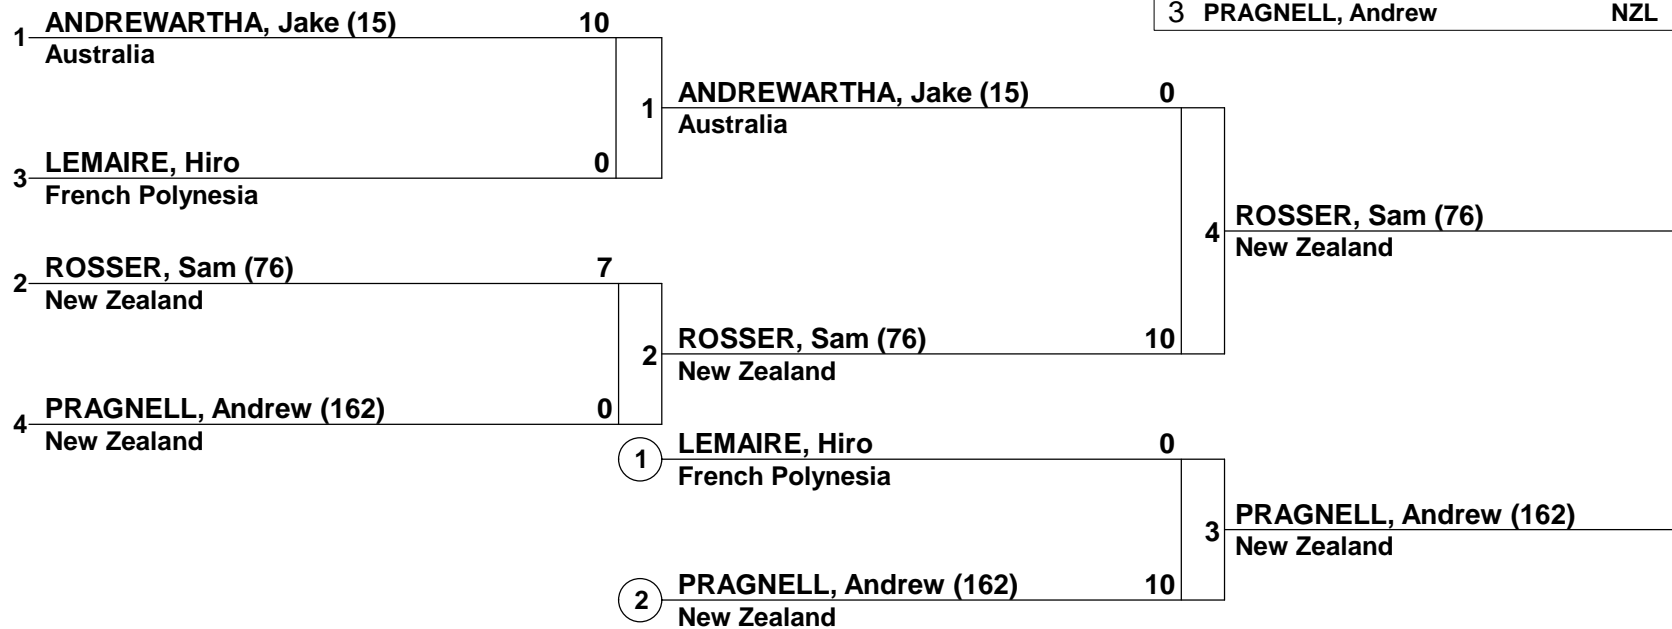 3 PRAGNELL, Andrew NZL
ANDREWARTHA, Jake (15) 10
1
Australia
LEMAIRE, Hiro 0
3
French Polynesia
1
ANDREWARTHA, Jake (15) 0
Australia
ROSSER, Sam (76) 7
2
New Zealand
PRAGNELL, Andrew (162) 0
4
New Zealand
2
ROSSER, Sam (76) 10
New Zealand
4
ROSSER, Sam (76)
New Zealand
1
LEMAIRE, Hiro 0
French Polynesia
2
PRAGNELL, Andrew (162) 10
New Zealand
3
PRAGNELL, Andrew (162)
New Zealand